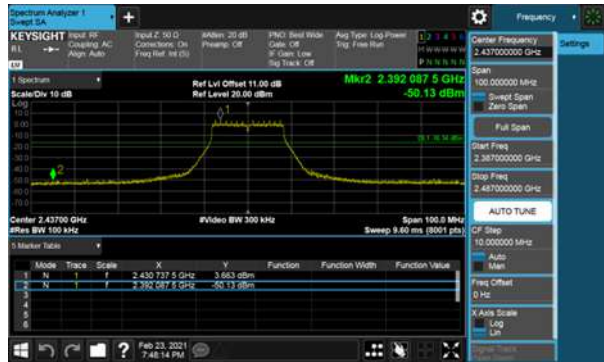 Spectrum Analyzer 1
Swept SA
+
Frequency
KEYSIGHT Input: RF
RL
Coupling: AC
Align: Auto
Input Z: 50 Ω
Corrections: On
Freq Ref: Int (S)
#Atten: 20 dB
Preamp: Off
PNO: Best Wide
Gate: Off
IF Gain: Low
Sig Track: Off
Avg Type: Log-Power
Trig: Free Run
1 2 3 4 5 6
Center Frequency
2.437000000 GHz
Settings
Span
100.000000 MHz
Swept Span
Zero Span
Full Span
Start Freq
2.387000000 GHz
Stop Freq
2.487000000 GHz
AUTO TUNE
CF Step
10.000000 MHz
Auto
Man
Freq Offset
0 Hz
X Axis Scale
Log
Lin
1 Spectrum
Scale/Div 10 dB
Ref Lvl Offset 11.00 dB
Ref Level 20.00 dBm
Mkr2 2.392 087 5 GHz
-50.13 dBm
Log
1
2
Center 2.43700 GHz
#Res BW 100 kHz
#Video BW 300 kHz
Span 100.0 MHz
Sweep 9.60 ms (8001 pts)
5 Marker Table
Mode Trace Scale X Y Function Function Width Function Value
1 N 1 f 2.430 737 5 GHz 3.663 dBm
2 N 1 f 2.392 087 5 GHz -50.13 dBm
3
4
5
6
Feb 23, 2021
7:48:14 PM